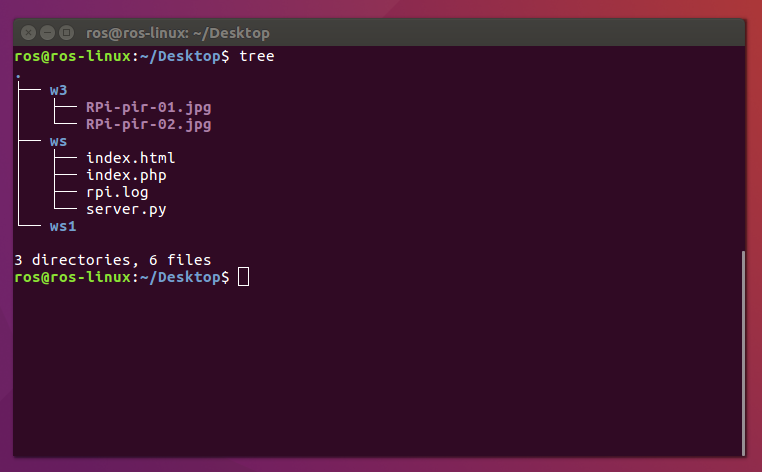 ros@ros-linux: ~/Desktop
ros@ros-linux:~/Desktop$ tree
.
├── w3
│   ├── RPi-pir-01.jpg
│   └── RPi-pir-02.jpg
├── ws
│   ├── index.html
│   ├── index.php
│   ├── rpi.log
│   └── server.py
└── ws1
3 directories, 6 files
ros@ros-linux:~/Desktop$